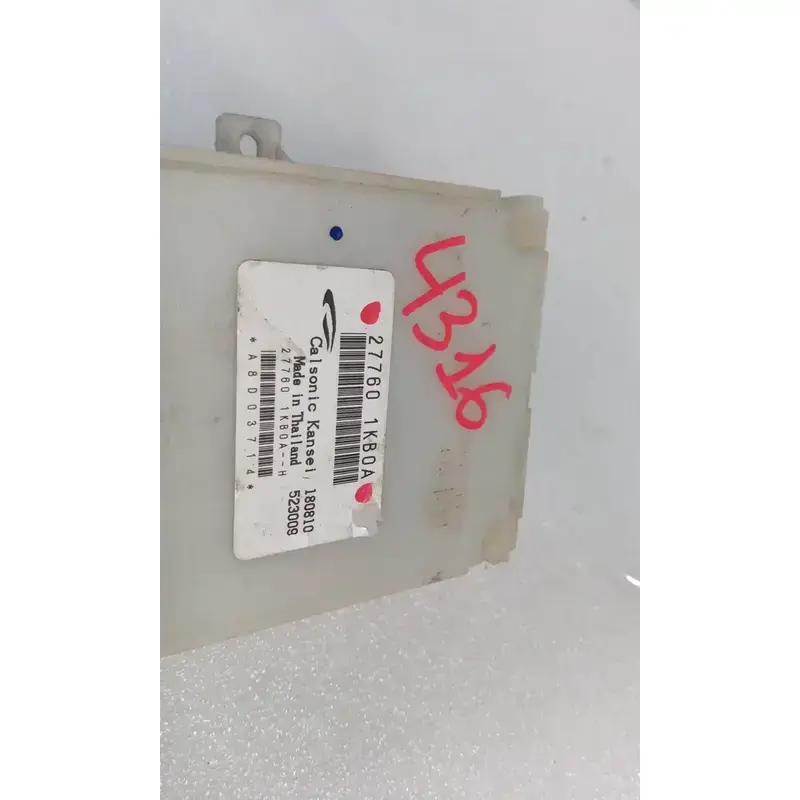 4316
27760 1KB0A
Calsonic Kansei, 180810
Made in Thailand 523009
27760 1KB0A--H
*A8D03714*